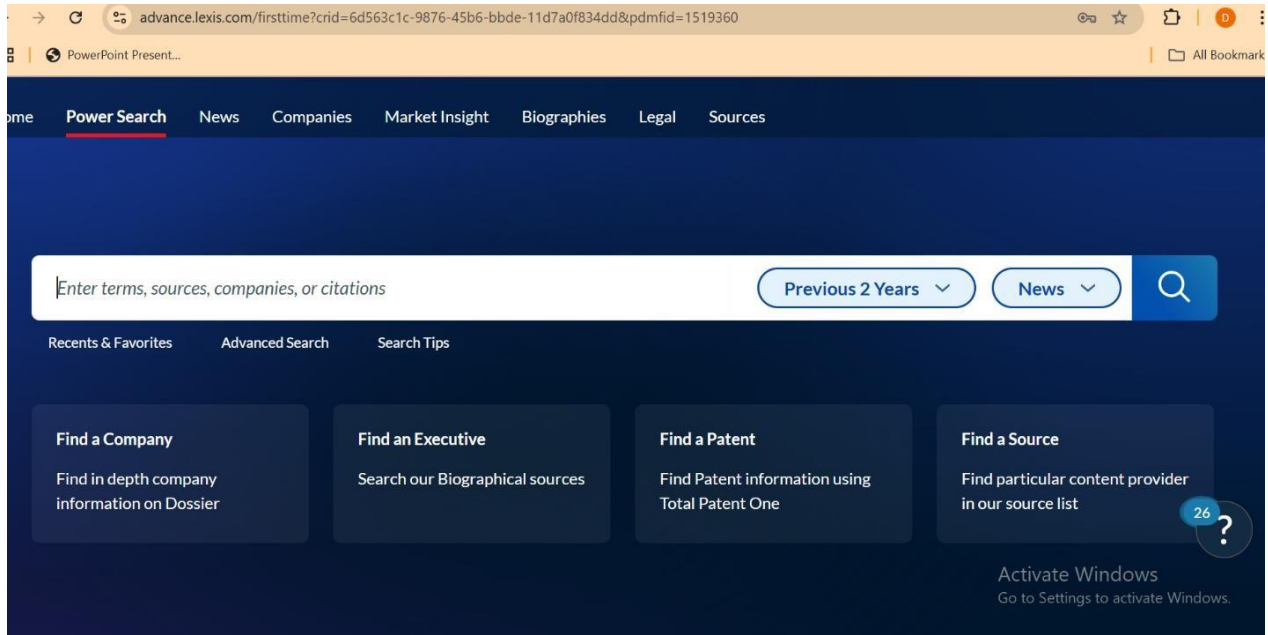 advance.lexis.com/firsttime?crid=6d563c1c-9876-45b6-bbde-11d7a0f834dd&pdmfid=1519360
D
PowerPoint Present...
All Bookmark
ome Power Search News Companies Market Insight Biographies Legal Sources
Enter terms, sources, companies, or citations Previous 2 Years News
Recents & Favorites Advanced Search Search Tips
Find a Company
Find in depth company
information on Dossier
Find an Executive
Search our Biographical sources
Find a Patent
Find Patent information using
Total Patent One
Find a Source
Find particular content provider
in our source list
26
?
Activate Windows
Go to Settings to activate Windows.